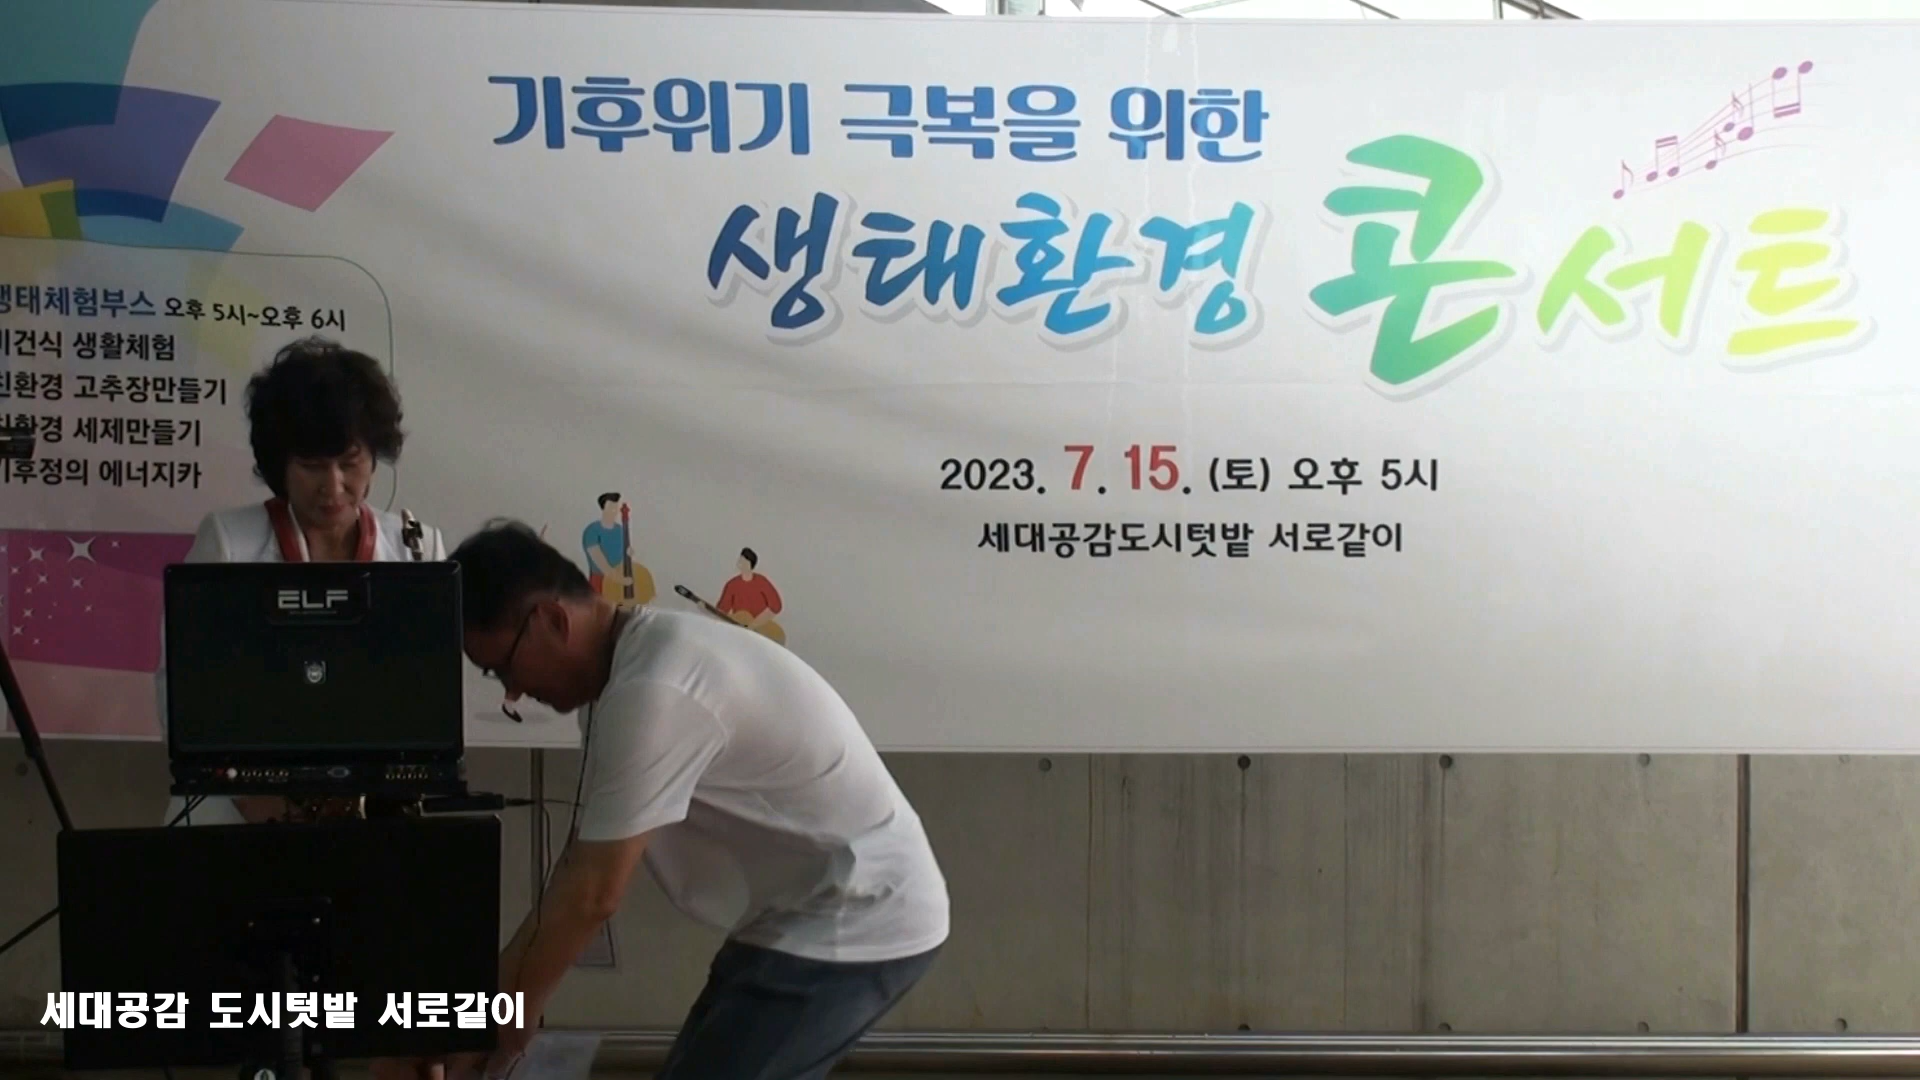 기후위기 극복을 위한
생태환경 콘서트
2023. 7. 15. (토) 오후 5시
세대공감도시텃밭 서로같이
생태체험부스 오후 5시~오후 6시
비건식 생활체험
친환경 고추장만들기
친환경 세제만들기
기후정의 에너지카
ELF
세대공감 도시텃밭 서로같이